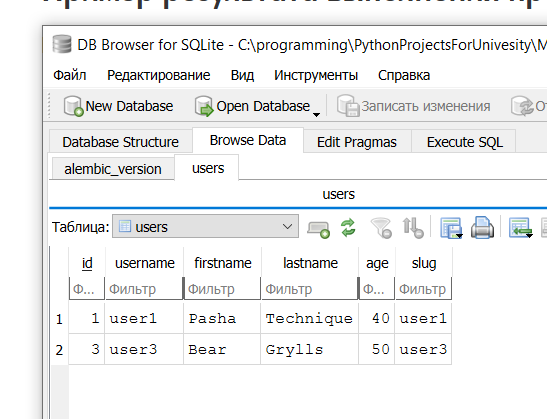 DB Browser for SQLite - C:\programming\PythonProjectsForUnivesity\M
Файл Редактирование Вид Инструменты Справка
New Database Open Database Записать изменения
Database Structure Browse Data Edit Pragmas Execute SQL
alembic_version users
users
Таблица: users
id username firstname lastname age slug
Ф... Фильтр Фильтр Фильтр Ф... Фильтр
1 1 user1 Pasha Technique 40 user1
2 3 user3 Bear Grylls 50 user3